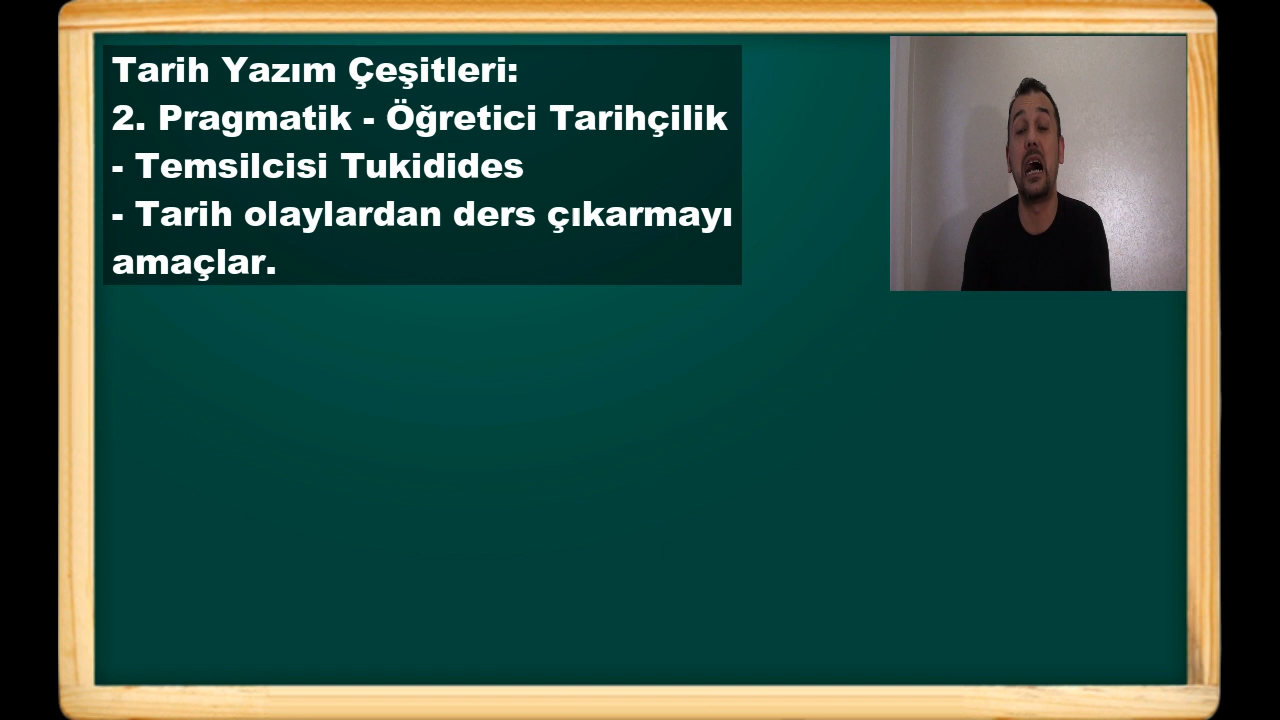 Tarih Yazım Çeşitleri:
2. Pragmatik - Öğretici Tarihçilik
- Temsilcisi Tukidides
- Tarih olaylardan ders çıkarmayı
amaçlar.